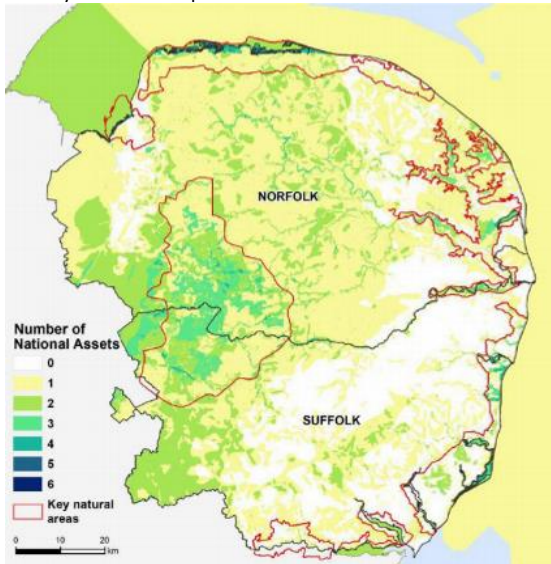 NORFOLK
SUFFOLK
Number of
National Assets
0
1
2
3
4
5
6
Key natural
areas
0 10 20
km